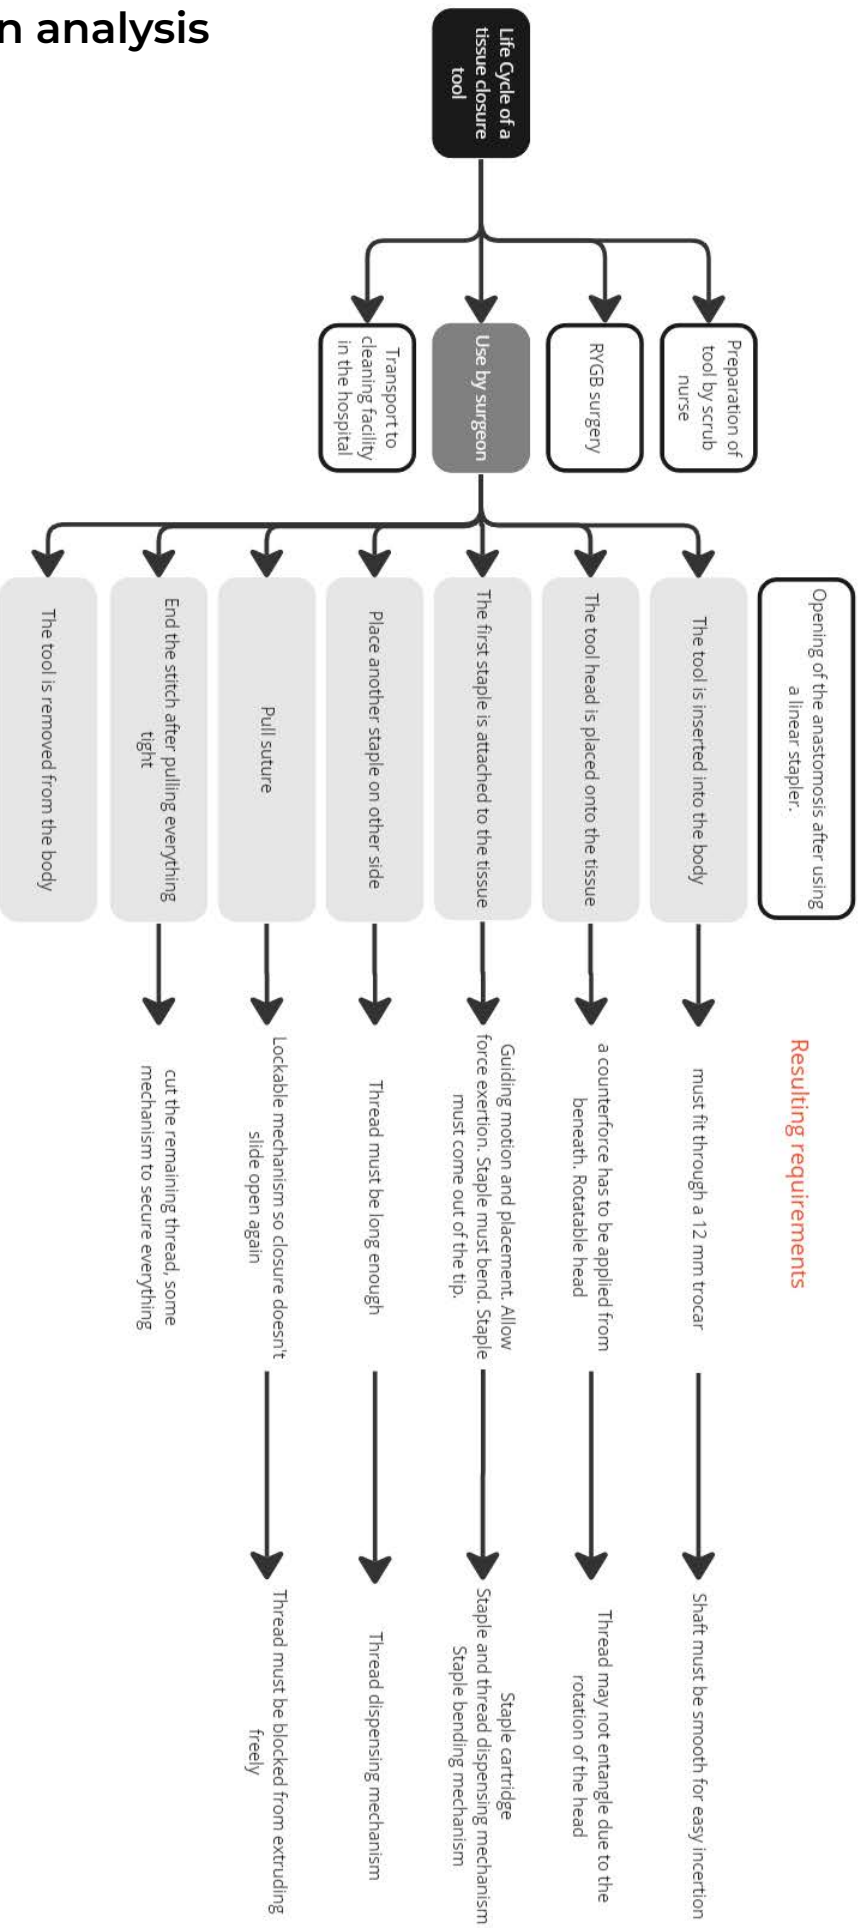 n analysis
Life Cycle of a
tissue closure
tool
Preparation of
tool by scrub
nurse
RYGB surgery
Use by surgeon
Transport to
cleaning facility
in the hospital
Opening of the anastomosis after using
a linear stapler.
Resulting requirements
The tool is inserted into the body
must fit through a 12 mm trocar
Shaft must be smooth for easy incertion
The tool head is placed onto the tissue
a counterforce has to be applied from
beneath. Rotatable head
Thread may not entangle due to the
rotation of the head
The first staple is attached to the tissue
Guiding motion and placement. Allow
force exertion. Staple must bend. Staple
must come out of the tip.
Staple cartridge
Staple and thread dispensing mechanism
Staple bending mechanism
Place another staple on other side
Thread must be long enough
Thread dispensing mechanism
Pull suture
Lockable mechanism so closure doesn't
slide open again
Thread must be blocked from extruding
freely
End the stitch after pulling everything
tight
cut the remaining thread, some
mechanism to secure everything
The tool is removed from the body